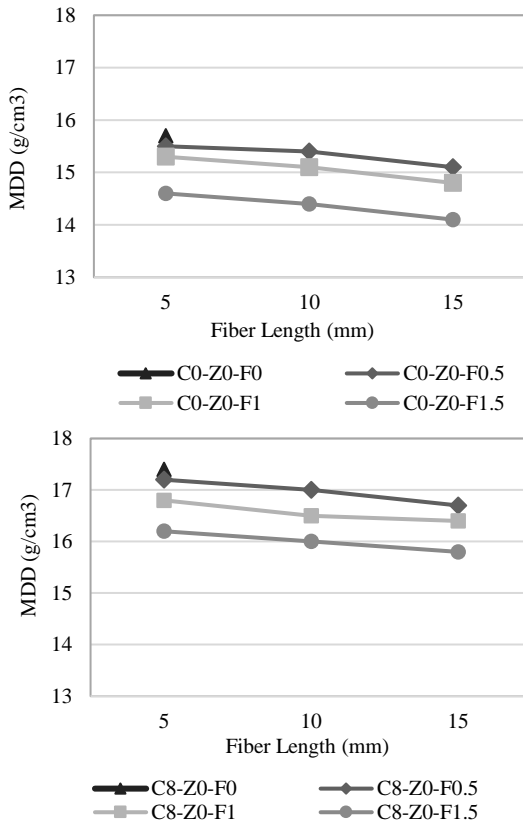 18
17
16
15
14
13
MDD (g/cm3)
5 10 15
Fiber Length (mm)
C0-Z0-F0 C0-Z0-F0.5
C0-Z0-F1 C0-Z0-F1.5
18
17
16
15
14
13
MDD (g/cm3)
5 10 15
Fiber Length (mm)
C8-Z0-F0 C8-Z0-F0.5
C8-Z0-F1 C8-Z0-F1.5